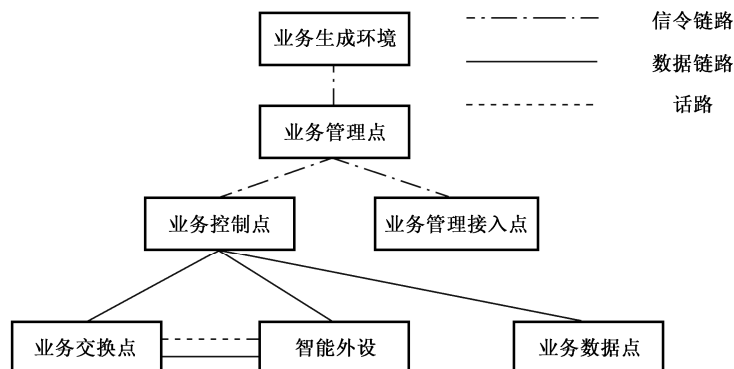 业务生成环境
信令链路
数据链路
话路
业务管理点
业务控制点
业务管理接入点
业务交换点
智能外设
业务数据点